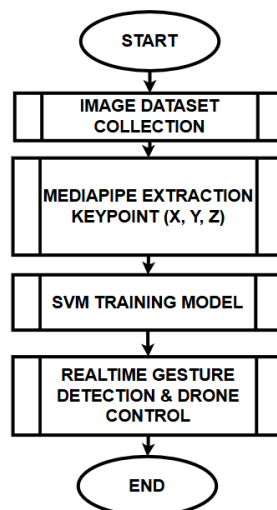 START
IMAGE DATASET
COLLECTION
MEDIAPIPE EXTRACTION
KEYPOINT (X, Y, Z)
SVM TRAINING MODEL
REALTIME GESTURE
DETECTION & DRONE
CONTROL
END